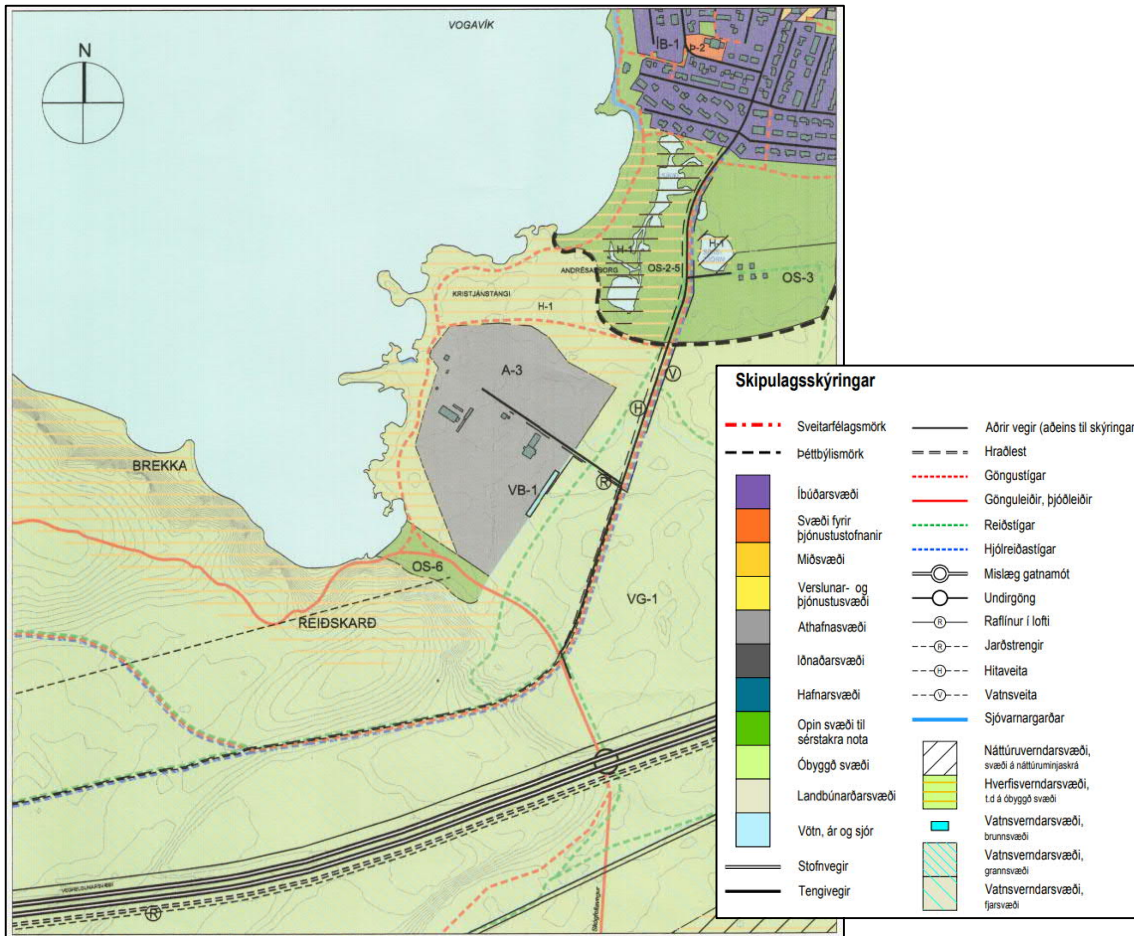 VOGAVÍK
N
ÍB-1
Þ-2
H-1
H-1
ANDRÉSARBORG
OS-2-5
OS-3
KRISTJÁNSTANGI
H-1
A-3
V
H
BREKKA
VB-1
R
OS-6
VG-1
REIÐSKARÐ
R
Skipulagsskýringar
Sveitarfélagsmörk
Þéttbýlismörk
Íbúðarsvæði
Svæði fyrir
þjónustustofnanir
Miðsvæði
Verslunar- og
þjónustusvæði
Athafnasvæði
Iðnaðarsvæði
Hafnarsvæði
Opin svæði til
sérstakra nota
Óbyggð svæði
Landbúnaðarsvæði
Vötn, ár og sjór
Stofnvegir
Tengivegir
Aðrir vegir (aðeins til skýringar
Hraðlest
Göngustígar
Gönguleiðir, þjóðleiðir
Reiðstígar
Hjólreiðastígar
Mislæg gatnamót
Undirgöng
R Raflínur í lofti
R Jarðstrengir
H Hitaveita
V Vatnsveita
Sjóvarnargarðar
Náttúruverndarsvæði,
svæði á náttúruminjaskrá
Hverfisverndarsvæði,
t.d á óbyggð svæði
Vatnsverndarsvæði,
brunnsvæði
Vatnsverndarsvæði,
grannsvæði
Vatnsverndarsvæði,
fjarsvæði